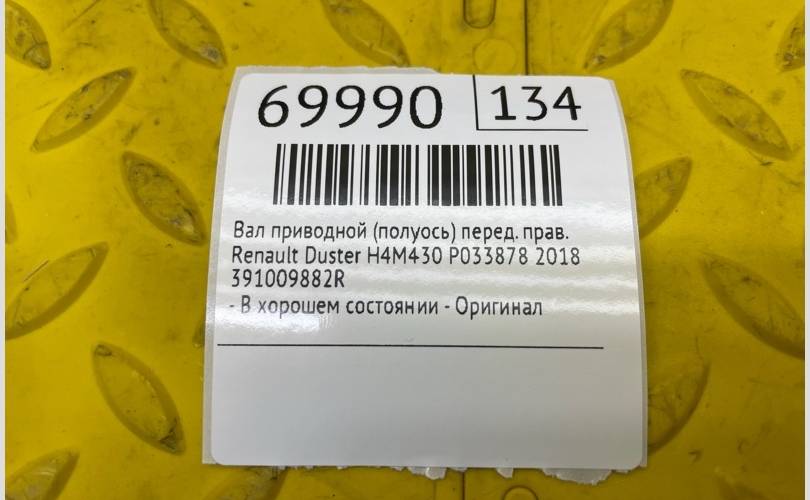 69990 134
Вал приводной (полуось) перед. прав.
Renault Duster H4M430 P033878 2018
391009882R
- В хорошем состоянии - Оригинал